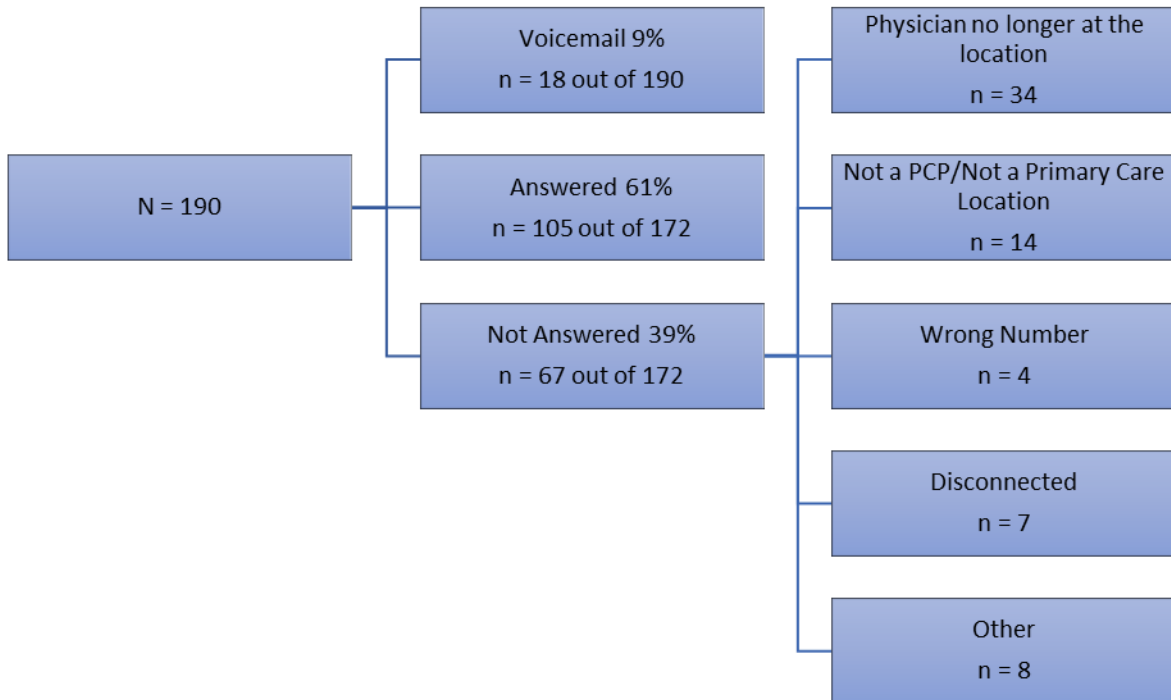 N = 190
Voicemail 9%
n = 18 out of 190
Answered 61%
n = 105 out of 172
Not Answered 39%
n = 67 out of 172
Physician no longer at the
location
n = 34
Not a PCP/Not a Primary Care
Location
n = 14
Wrong Number
n = 4
Disconnected
n = 7
Other
n = 8